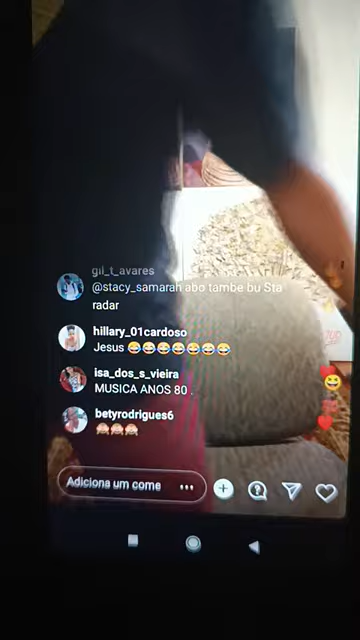 gil_t_avares
@stacy_samarah abo tambe bu Sta
radar
hillary_01cardoso
Jesus 😂😂😂😂😂😂😂
isa_dos_s_vieira
MUSICA ANOS 80 .
betyrodrigues6
🙈🙈🙈
Adiciona um come
💯